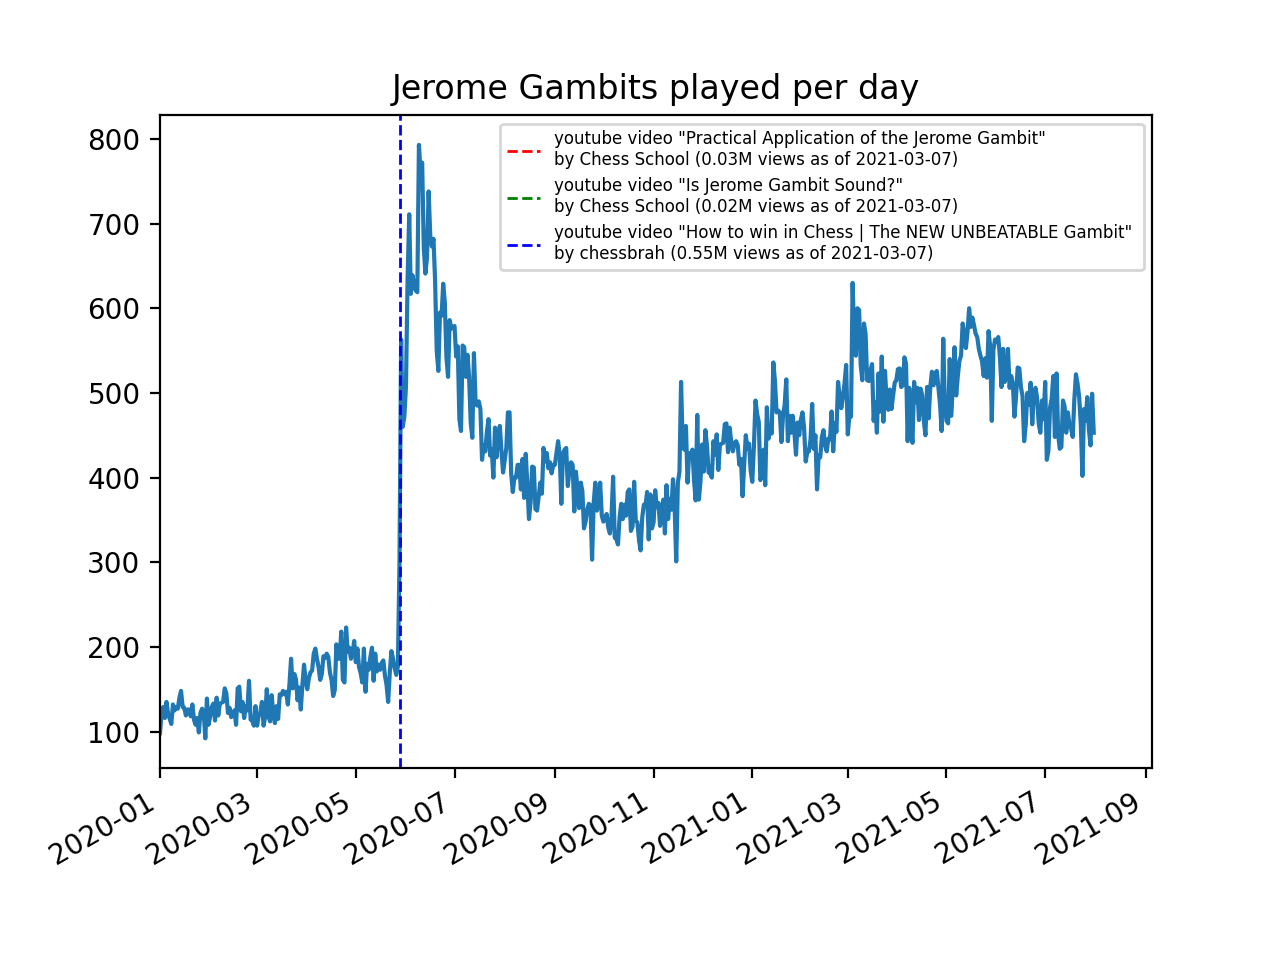 Jerome Gambits played per day
youtube video "Practical Application of the Jerome Gambit"
by Chess School (0.03M views as of 2021-03-07)
youtube video "Is Jerome Gambit Sound?"
by Chess School (0.02M views as of 2021-03-07)
youtube video "How to win in Chess | The NEW UNBEATABLE Gambit"
by chessbrah (0.55M views as of 2021-03-07)
800
700
600
500
400
300
200
100
2020-01
2020-03
2020-05
2020-07
2020-09
2020-11
2021-01
2021-03
2021-05
2021-07
2021-09